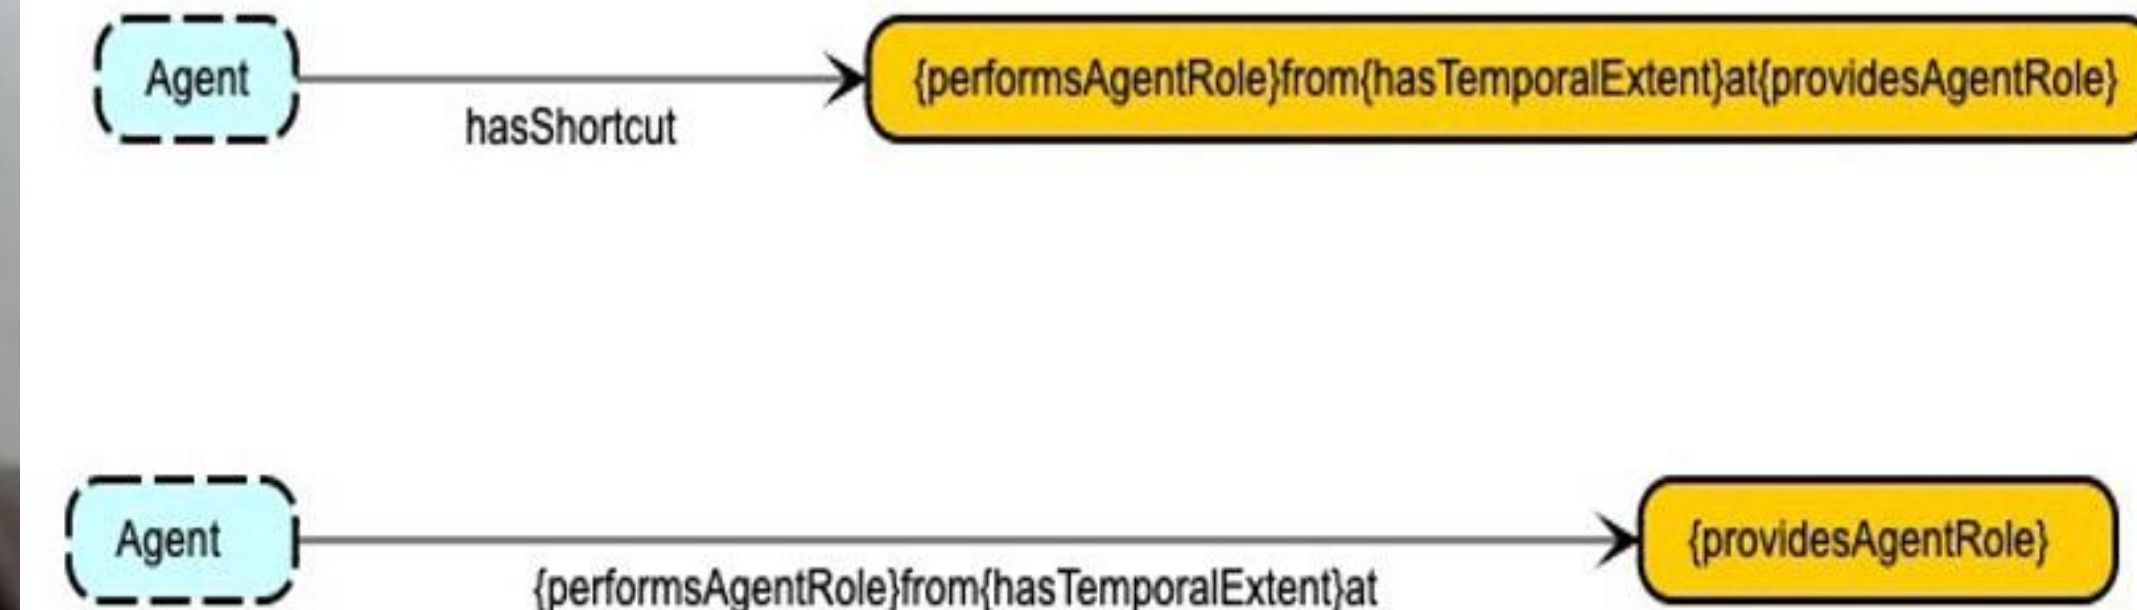 Agent
hasShortcut
{performsAgentRole}from{hasTemporalExtent}at{providesAgentRole}
Agent
{performsAgentRole}from{hasTemporalExtent}at
{providesAgentRole}